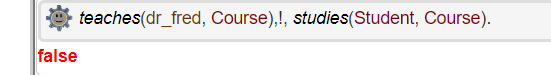 teaches(dr_fred, Course),!, studies(Student, Course).
false